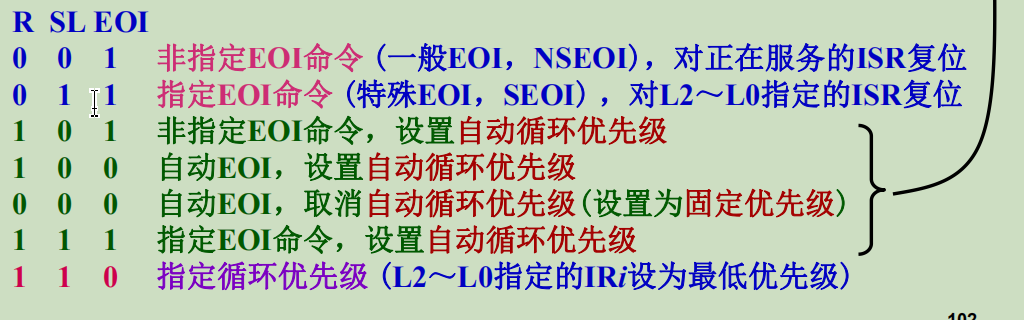 R SL EOI
0 0 1 非指定EOI命令 (一般EOI，NSEOI)，对正在服务的ISR复位
0 1 1 指定EOI命令 (特殊EOI，SEOI)，对L2～L0指定的ISR复位
1 0 1 非指定EOI命令，设置自动循环优先级
1 0 0 自动EOI，设置自动循环优先级
0 0 0 自动EOI，取消自动循环优先级(设置为固定优先级)
1 1 1 指定EOI命令，设置自动循环优先级
1 1 0 指定循环优先级 (L2～L0指定的IRi设为最低优先级)
102